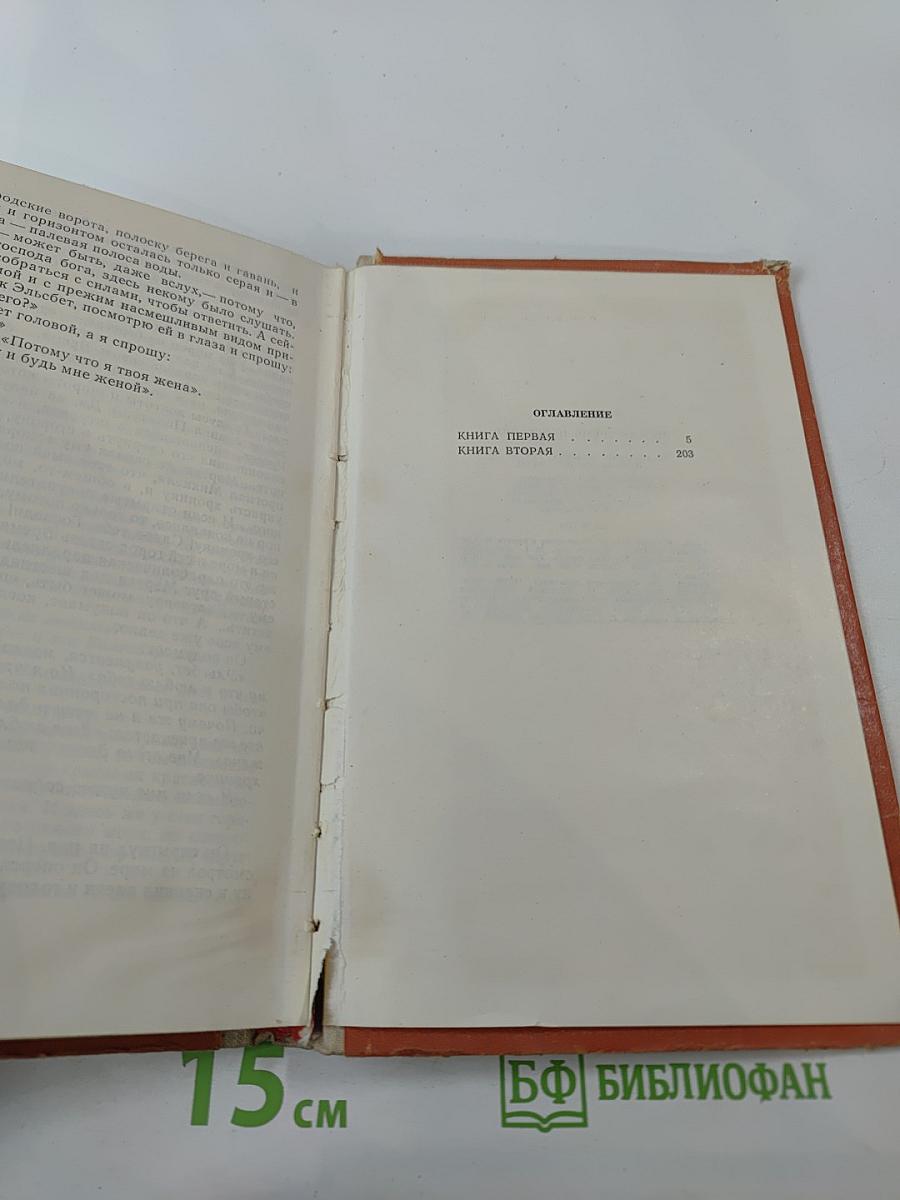 родские ворота, полоску берега и гавань, и
и горизонтом осталась только серая и — в
а — палевая полоса воды.
— может быть, даже вслух,— потому что,
господа бога, здесь некому было слушать.
собраться с силами, чтобы ответить. А сей-
ной и с прежим насмешливым видом при-
к Эльсбет, посмотрю ей в глаза и спрошу:
его?»
ет головой, а я спрошу:
»
«Потому что я твоя жена».
и будь мне женой».
ОГЛАВЛЕНИЕ
КНИГА ПЕРВАЯ . . . . . . . 5
КНИГА ВТОРАЯ . . . . . . . . 203
15 см
БФ БИБЛИОФАН